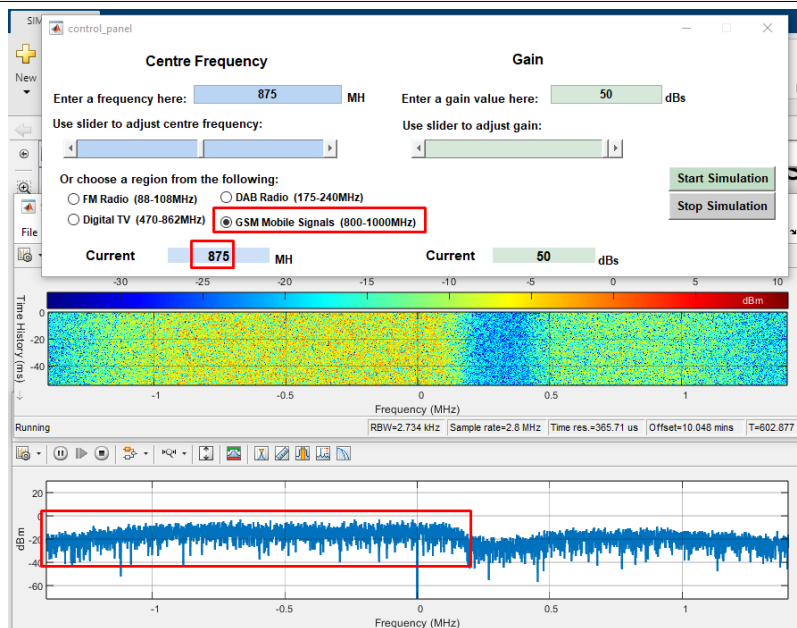 SIM
control_panel
New
Centre Frequency
Gain
Enter a frequency here: 875 MH
Enter a gain value here: 50 dBs
Use slider to adjust centre frequency:
Use slider to adjust gain:
Or choose a region from the following:
FM Radio (88-108MHz)
DAB Radio (175-240MHz)
Digital TV (470-862MHz)
GSM Mobile Signals (800-1000MHz)
Start Simulation
Stop Simulation
File
Current 875 MH
Current 50 dBs
-30 -25 -20 -15 -10 -5 0 5 10
dBm
Time History (ms)
0
-20
-40
-1 -0.5 0 0.5 1
Frequency (MHz)
Running RBW=2.734 kHz Sample rate=2.8 MHz Time res.=365.71 us Offset=10.048 mins T=602.877
dBm
20
0
-20
-40
-60
-1 -0.5 0 0.5 1
Frequency (MHz)